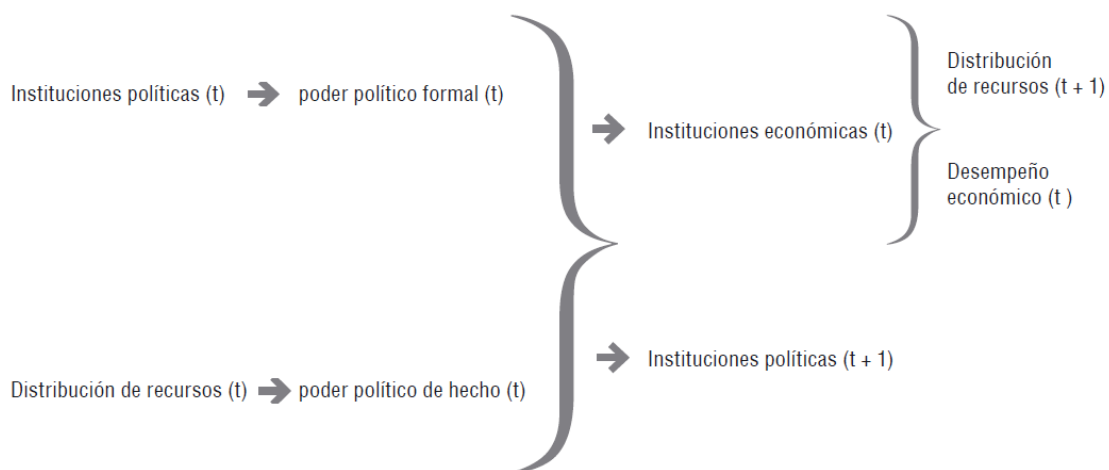 Instituciones políticas (t)
poder político formal (t)
Distribución de recursos (t)
poder político de hecho (t)
Instituciones económicas (t)
Instituciones políticas (t + 1)
Distribución
de recursos (t + 1)
Desempeño
económico (t )